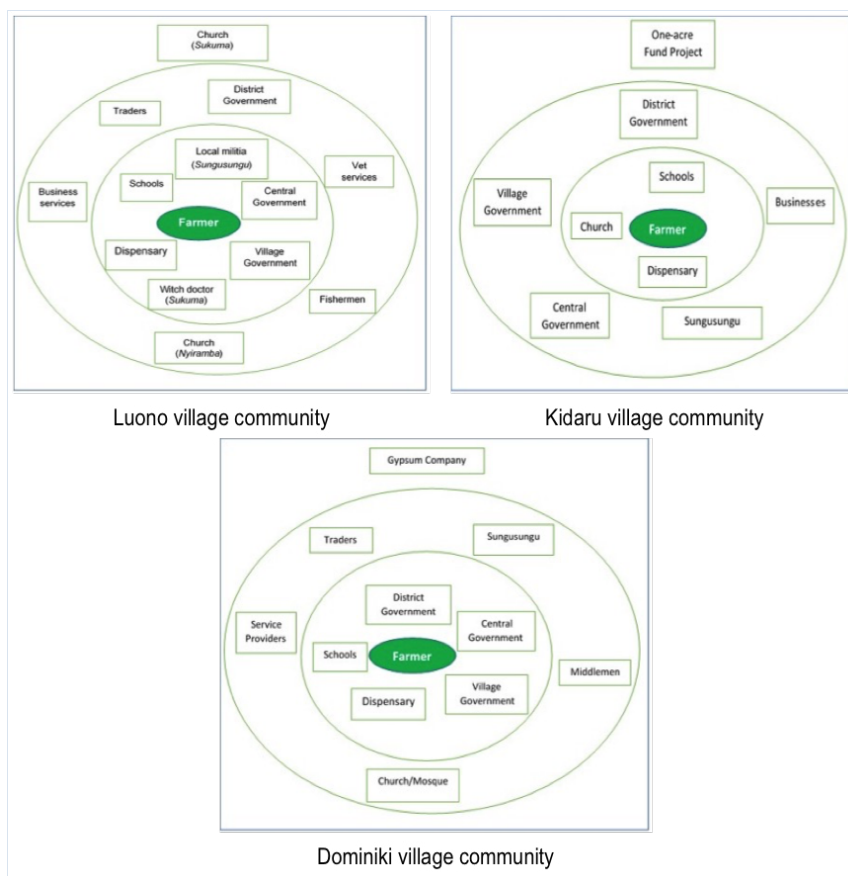 Church
(Sukuma)
District
Government
Traders
Local militia
(Sungusungu)
Vet
services
Schools
Central
Government
Business
services
Farmer
Dispensary
Village
Government
Witch doctor
(Sukuma)
Fishermen
Church
(Nyiramba)
Luono village community
One-acre
Fund Project
District
Government
Schools
Village
Government
Businesses
Church
Farmer
Dispensary
Central
Government
Sungusungu
Kidaru village community
Gypsum Company
Traders
Sungusungu
District
Government
Central
Government
Service
Providers
Schools
Farmer
Middlemen
Dispensary
Village
Government
Church/Mosque
Dominiki village community